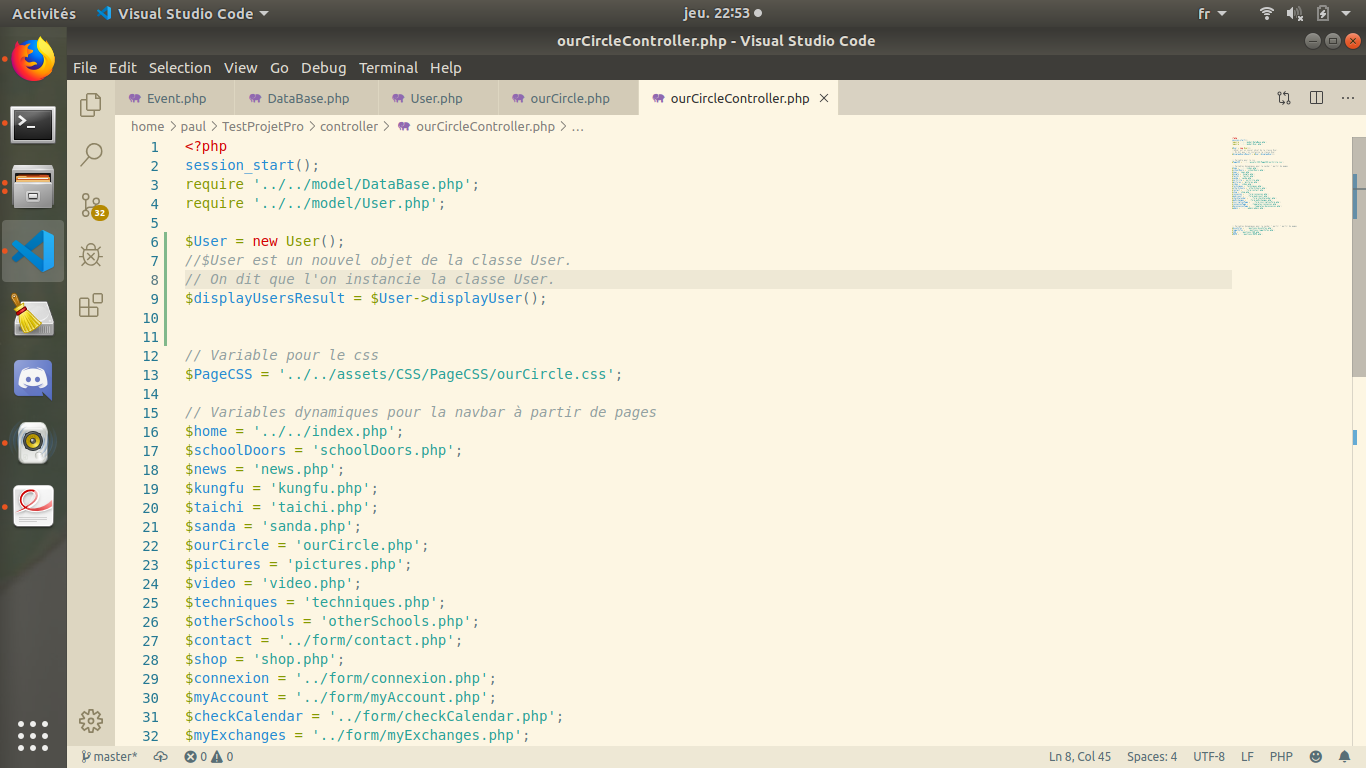 Activités Visual Studio Code jeu. 22:53 fr
ourCircleController.php - Visual Studio Code
File Edit Selection View Go Debug Terminal Help
Event.php DataBase.php User.php ourCircle.php ourCircleController.php
home > paul > TestProjetPro > controller > ourCircleController.php > ...
1 <?php
2 session_start();
3 require '../../model/DataBase.php';
4 require '../../model/User.php';
5
6 $User = new User();
7 //$User est un nouvel objet de la classe User.
8 // On dit que l'on instancie la classe User.
9 $displayUsersResult = $User->displayUser();
10
11
12 // Variable pour le css
13 $PageCSS = '../../assets/CSS/PageCSS/ourCircle.css';
14
15 // Variables dynamiques pour la navbar à partir de pages
16 $home = '../../index.php';
17 $schoolDoors = 'schoolDoors.php';
18 $news = 'news.php';
19 $kungfu = 'kungfu.php';
20 $taichi = 'taichi.php';
21 $sanda = 'sanda.php';
22 $ourCircle = 'ourCircle.php';
23 $pictures = 'pictures.php';
24 $video = 'video.php';
25 $techniques = 'techniques.php';
26 $otherSchools = 'otherSchools.php';
27 $contact = '../form/contact.php';
28 $shop = 'shop.php';
29 $connexion = '../form/connexion.php';
30 $myAccount = '../form/myAccount.php';
31 $checkCalendar = '../form/checkCalendar.php';
32 $myExchanges = '../form/myExchanges.php';
32
master* 0 0 Ln 8, Col 45 Spaces: 4 UTF-8 LF PHP